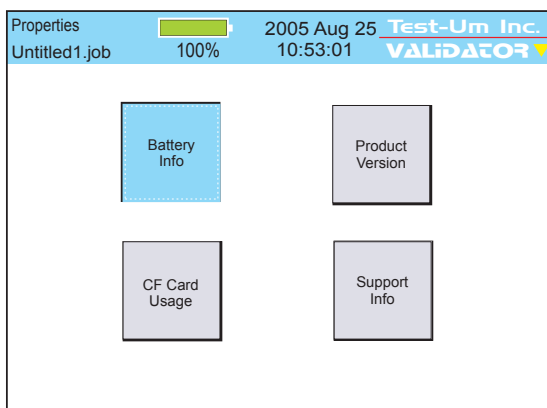 Properties
2005 Aug 25
Test-Um Inc.
Untitled1.job
100%
10:53:01
VALiDATOR
Battery
Info
Product
Version
CF Card
Usage
Support
Info